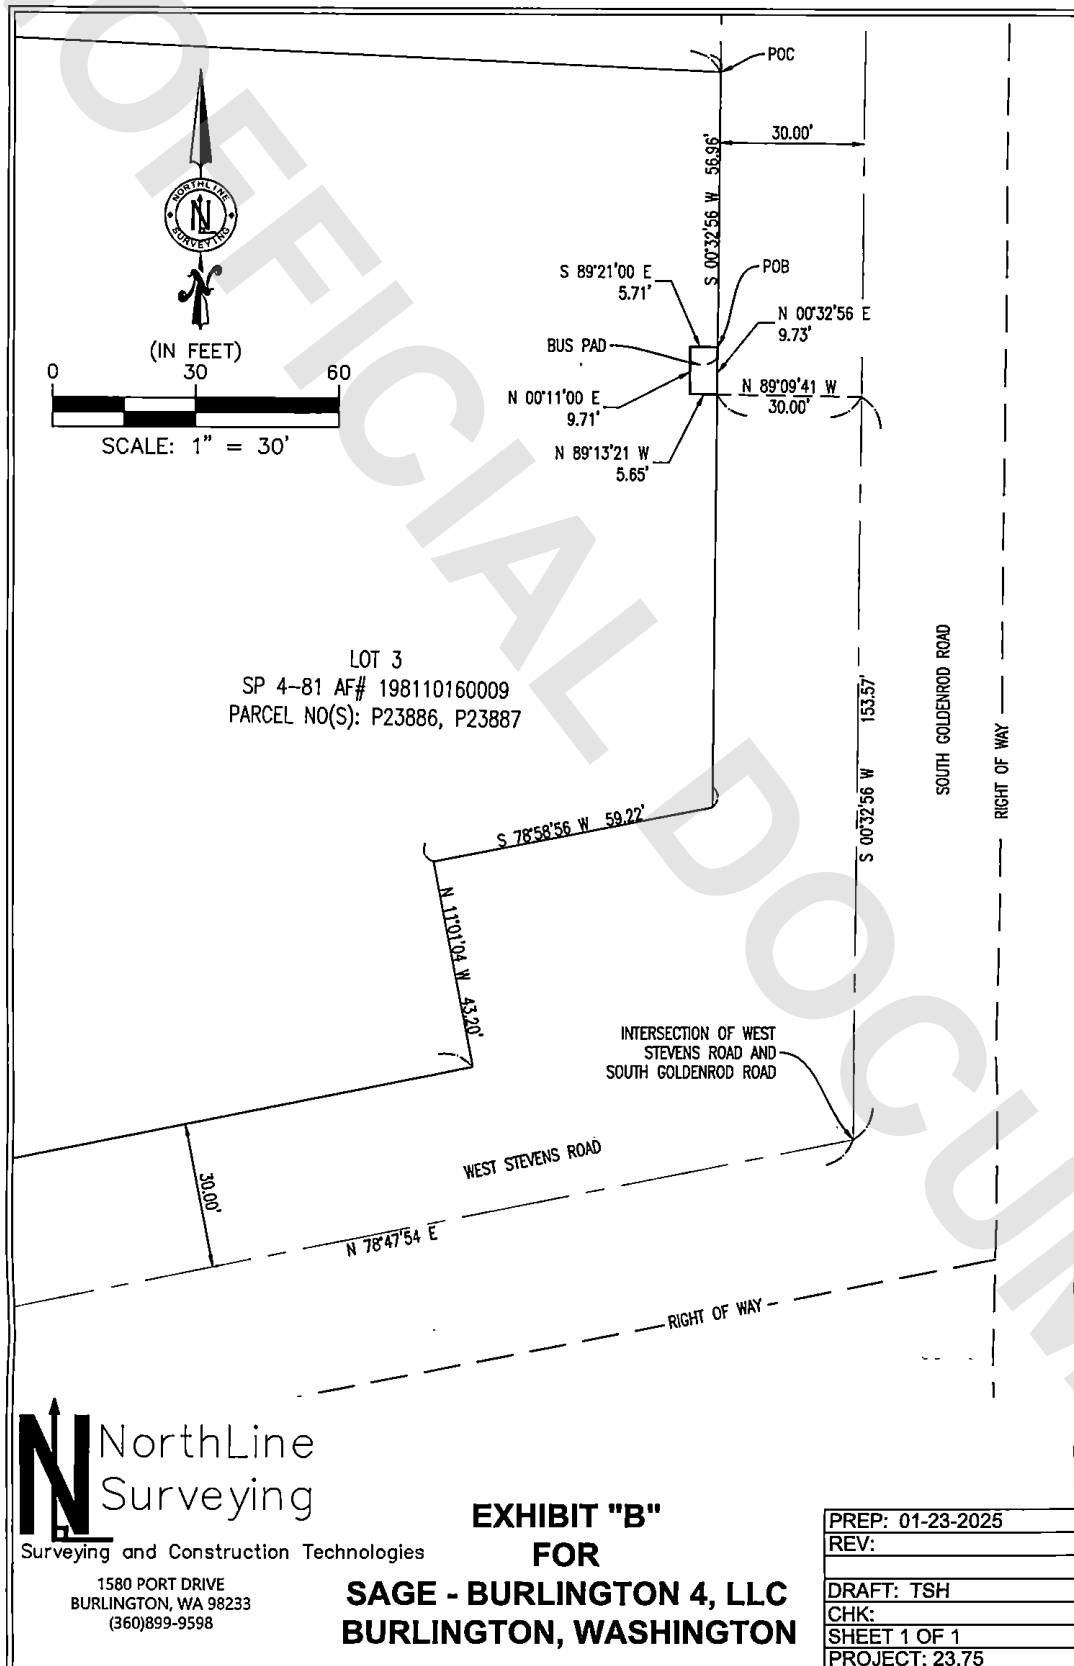 OFFICIAL DOCUM
POC
30.00'
S 00°32'56 W 56.96'
NORTHLINE
SURVEYING
N
N
S 89°21'00 E
5.71'
POB
N 00°32'56 E
9.73'
BUS PAD
N 00°11'00 E
9.71'
N 89°09'41 W
30.00'
N 89°13'21 W
5.65'
(IN FEET)
0 30 60
SCALE: 1" = 30'
LOT 3
SP 4-81 AF# 198110160009
PARCEL NO(S): P23886, P23887
S 00°32'56 W 153.57'
SOUTH GOLDENROD ROAD
RIGHT OF WAY
S 78°58'56 W 59.22'
N 11°01'04 W 43.20'
INTERSECTION OF WEST
STEVENS ROAD AND
SOUTH GOLDENROD ROAD
30.00'
WEST STEVENS ROAD
N 78°47'54 E
RIGHT OF WAY
N
NorthLine
Surveying
Surveying and Construction Technologies
1580 PORT DRIVE
BURLINGTON, WA 98233
(360)899-9598
EXHIBIT "B"
FOR
SAGE - BURLINGTON 4, LLC
BURLINGTON, WASHINGTON
PREP: 01-23-2025
REV:
DRAFT: TSH
CHK:
SHEET 1 OF 1
PROJECT: 23.75